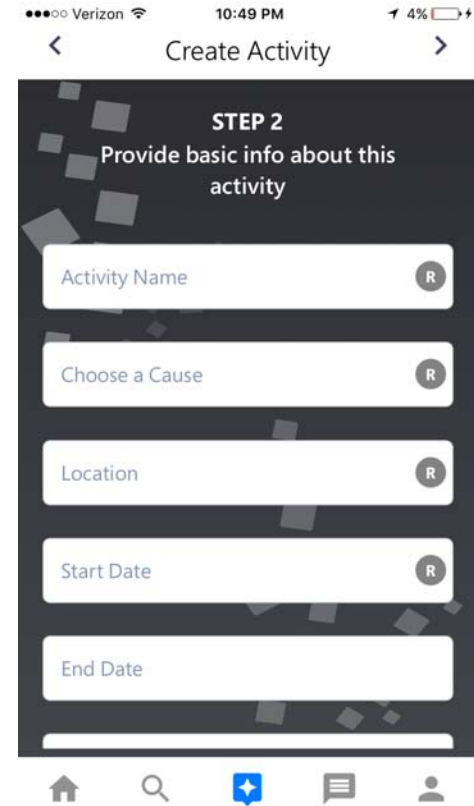 Verizon 10:49 PM 4%
Create Activity
STEP 2
Provide basic info about this
activity
Activity Name R
Choose a Cause R
Location R
Start Date R
End Date